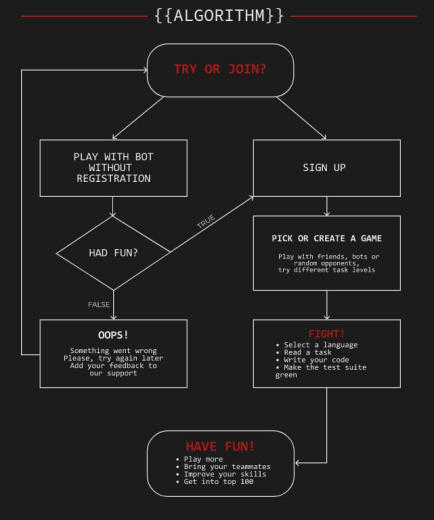 {{ALGORITHM}}
TRY OR JOIN?
PLAY WITH BOT
WITHOUT
REGISTRATION
SIGN UP
TRUE
HAD FUN?
PICK OR CREATE A GAME
Play with friends, bots or
random opponents,
try different task levels
FALSE
OOPS!
Something went wrong
Please, try again later
Add your feedback to
our support
FIGHT!
• Select a language
• Read a task
• Write your code
• Make the test suite
green
HAVE FUN!
• Play more
• Bring your teammates
• Improve your skills
• Get into top 100